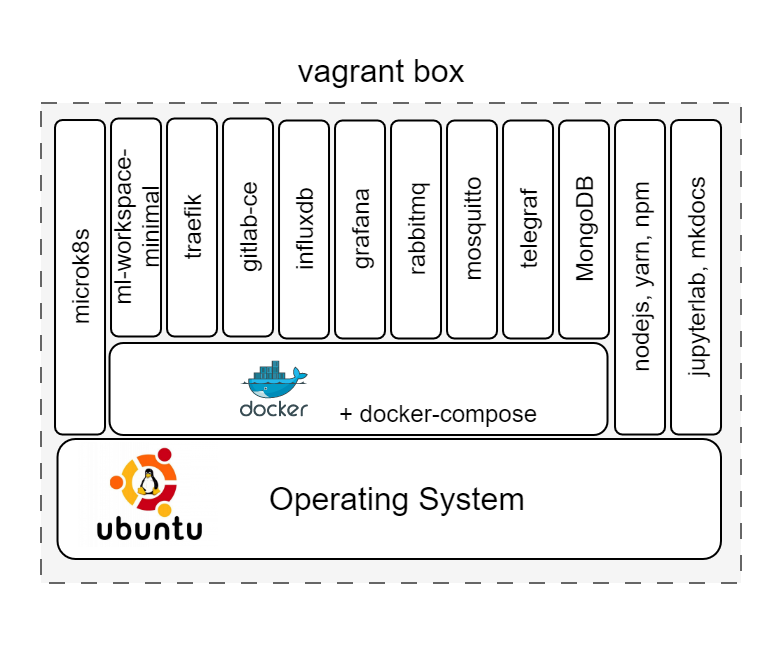 vagrant box
microk8s
ml-workspace-
minimal
traefik
gitlab-ce
influxdb
grafana
rabbitmq
mosquitto
telegraf
MongoDB
nodejs, yarn, npm
jupyterlab, mkdocs
docker
+ docker-compose
ubuntu
Operating System